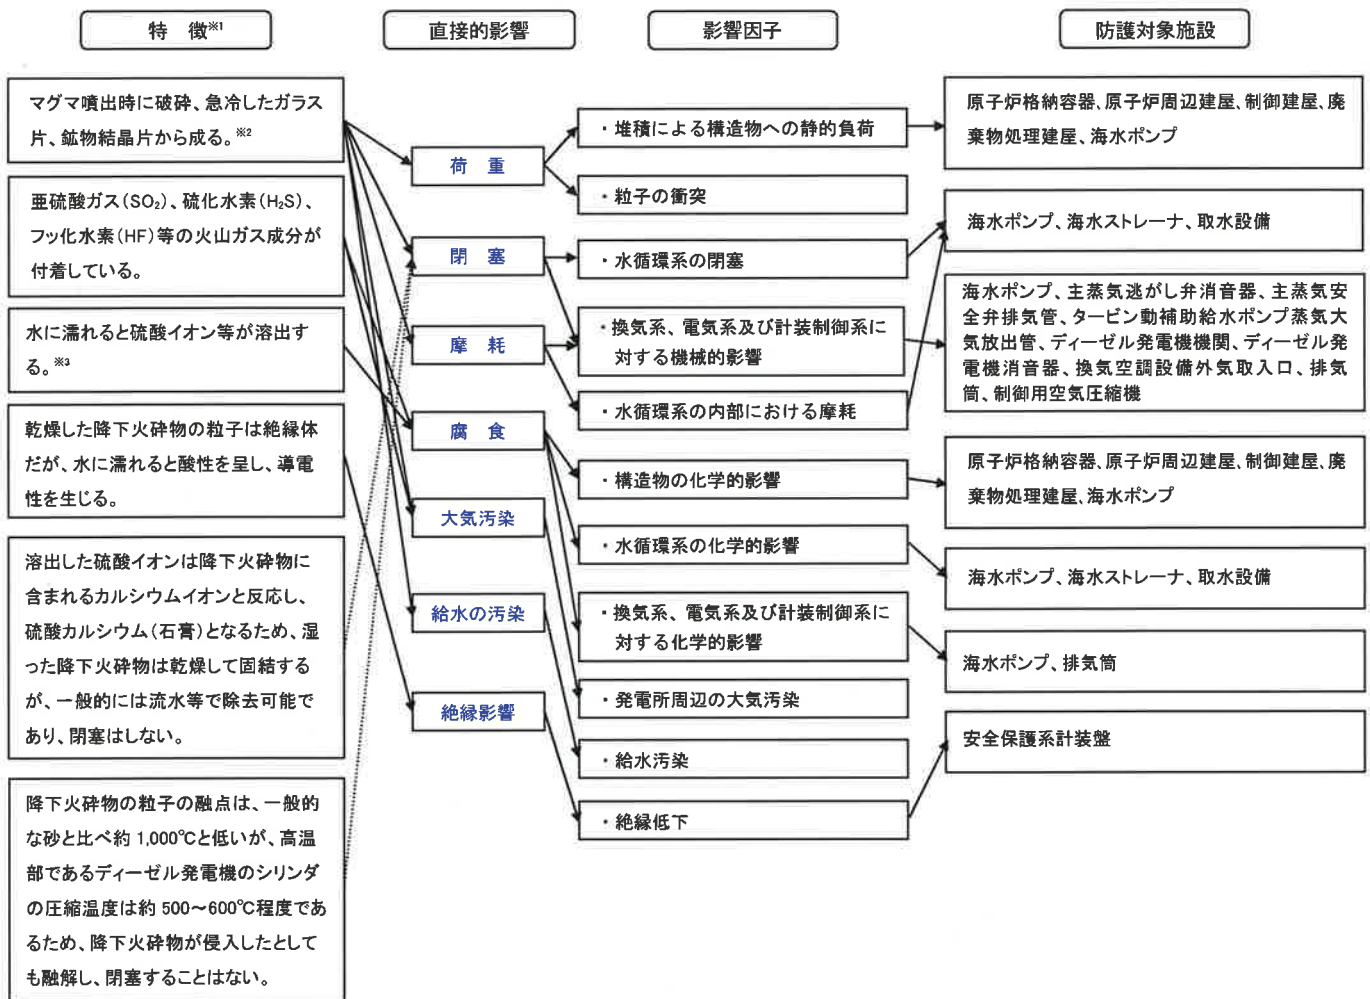 特　徴※1
直接的影響
影響因子
防護対象施設
マグマ噴出時に破砕、急冷したガラス
片、鉱物結晶片から成る。※2
亜硫酸ガス(SO₂)、硫化水素(H₂S)、
フッ化水素(HF)等の火山ガス成分が
付着している。
水に濡れると硫酸イオン等が溶出す
る。※3
乾燥した降下火砕物の粒子は絶縁体
だが、水に濡れると酸性を呈し、導電
性を生じる。
溶出した硫酸イオンは降下火砕物に
含まれるカルシウムイオンと反応し、
硫酸カルシウム(石膏)となるため、湿
った降下火砕物は乾燥して固結する
が、一般的には流水等で除去可能で
あり、閉塞はしない。
降下火砕物の粒子の融点は、一般的
な砂と比べ約1,000℃と低いが、高温
部であるディーゼル発電機のシリンダ
の圧縮温度は約500～600℃程度であ
るため、降下火砕物が侵入したとして
も融解し、閉塞することはない。
荷　重
閉　塞
摩　耗
腐　食
大気汚染
給水の汚染
絶縁影響
・堆積による構造物への静的負荷
・粒子の衝突
・水循環系の閉塞
・換気系、電気系及び計装制御系に
対する機械的影響
・水循環系の内部における摩耗
・構造物の化学的影響
・水循環系の化学的影響
・換気系、電気系及び計装制御系に
対する化学的影響
・発電所周辺の大気汚染
・給水汚染
・絶縁低下
原子炉格納容器、原子炉周辺建屋、制御建屋、廃
棄物処理建屋、海水ポンプ
海水ポンプ、海水ストレーナ、取水設備
海水ポンプ、主蒸気逃がし弁消音器、主蒸気安
全弁排気管、タービン動補助給水ポンプ蒸気大
気放出管、ディーゼル発電機機関、ディーゼル発
電機消音器、換気空調設備外気取入口、排気
筒、制御用空気圧縮機
原子炉格納容器、原子炉周辺建屋、制御建屋、廃
棄物処理建屋、海水ポンプ
海水ポンプ、海水ストレーナ、取水設備
海水ポンプ、排気筒
安全保護系計装盤